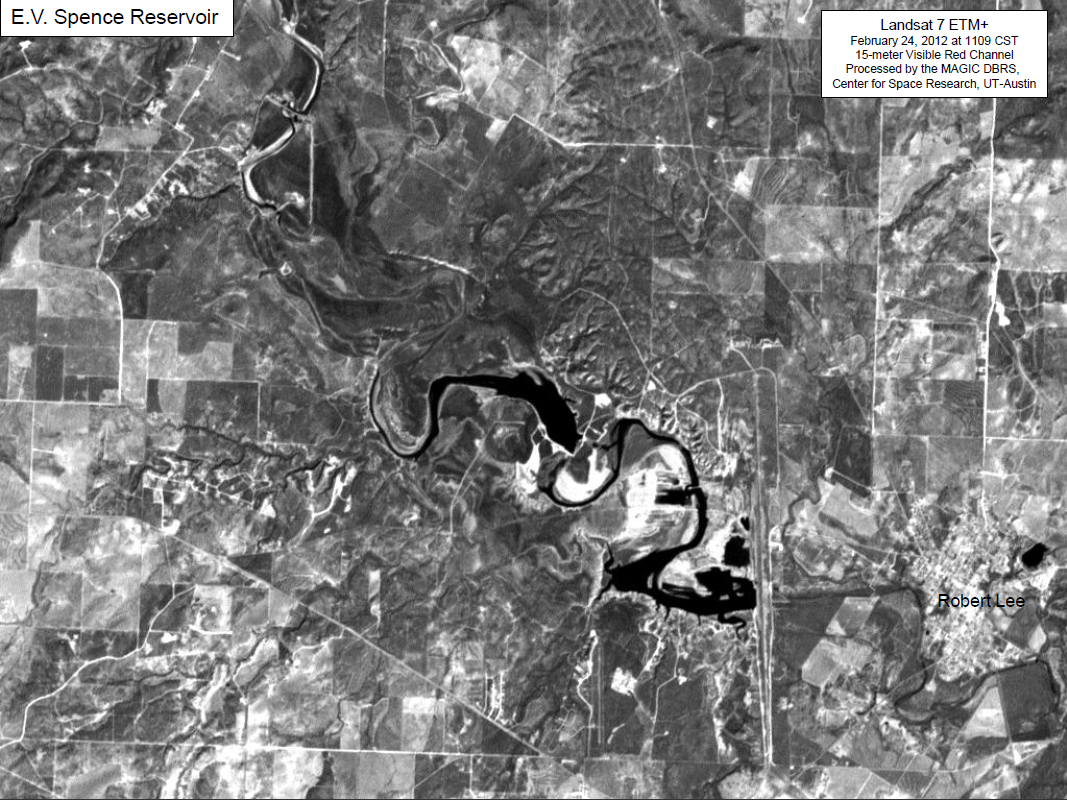 E.V. Spence Reservoir
Landsat 7 ETM+
February 24, 2012 at 1109 CST
15-meter Visible Red Channel
Processed by the MAGIC DBRS,
Center for Space Research, UT-Austin
Robert Lee